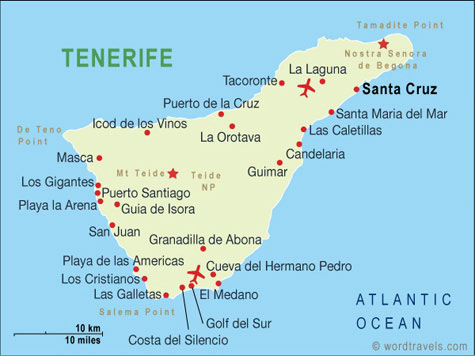 Tamadite Point
TENERIFE
Nostra Senora
de Begona
La Laguna
Tacoronte
Santa Cruz
Puerto de la Cruz
Santa Maria del Mar
Icod de los Vinos
De Teno
Point
La Orotava
Las Caletillas
Candelaria
Masca
Mt Teide
Teide
NP
Guimar
Los Gigantes
Puerto Santiago
Playa la Arena
Guia de Isora
San Juan
Granadilla de Abona
Playa de las Americas
Cueva del Hermano Pedro
Los Cristianos
Las Galletas
El Medano
Salema Point
Golf del Sur
Costa del Silencio
ATLANTIC
OCEAN
10 km
10 miles
© wordtravels.com